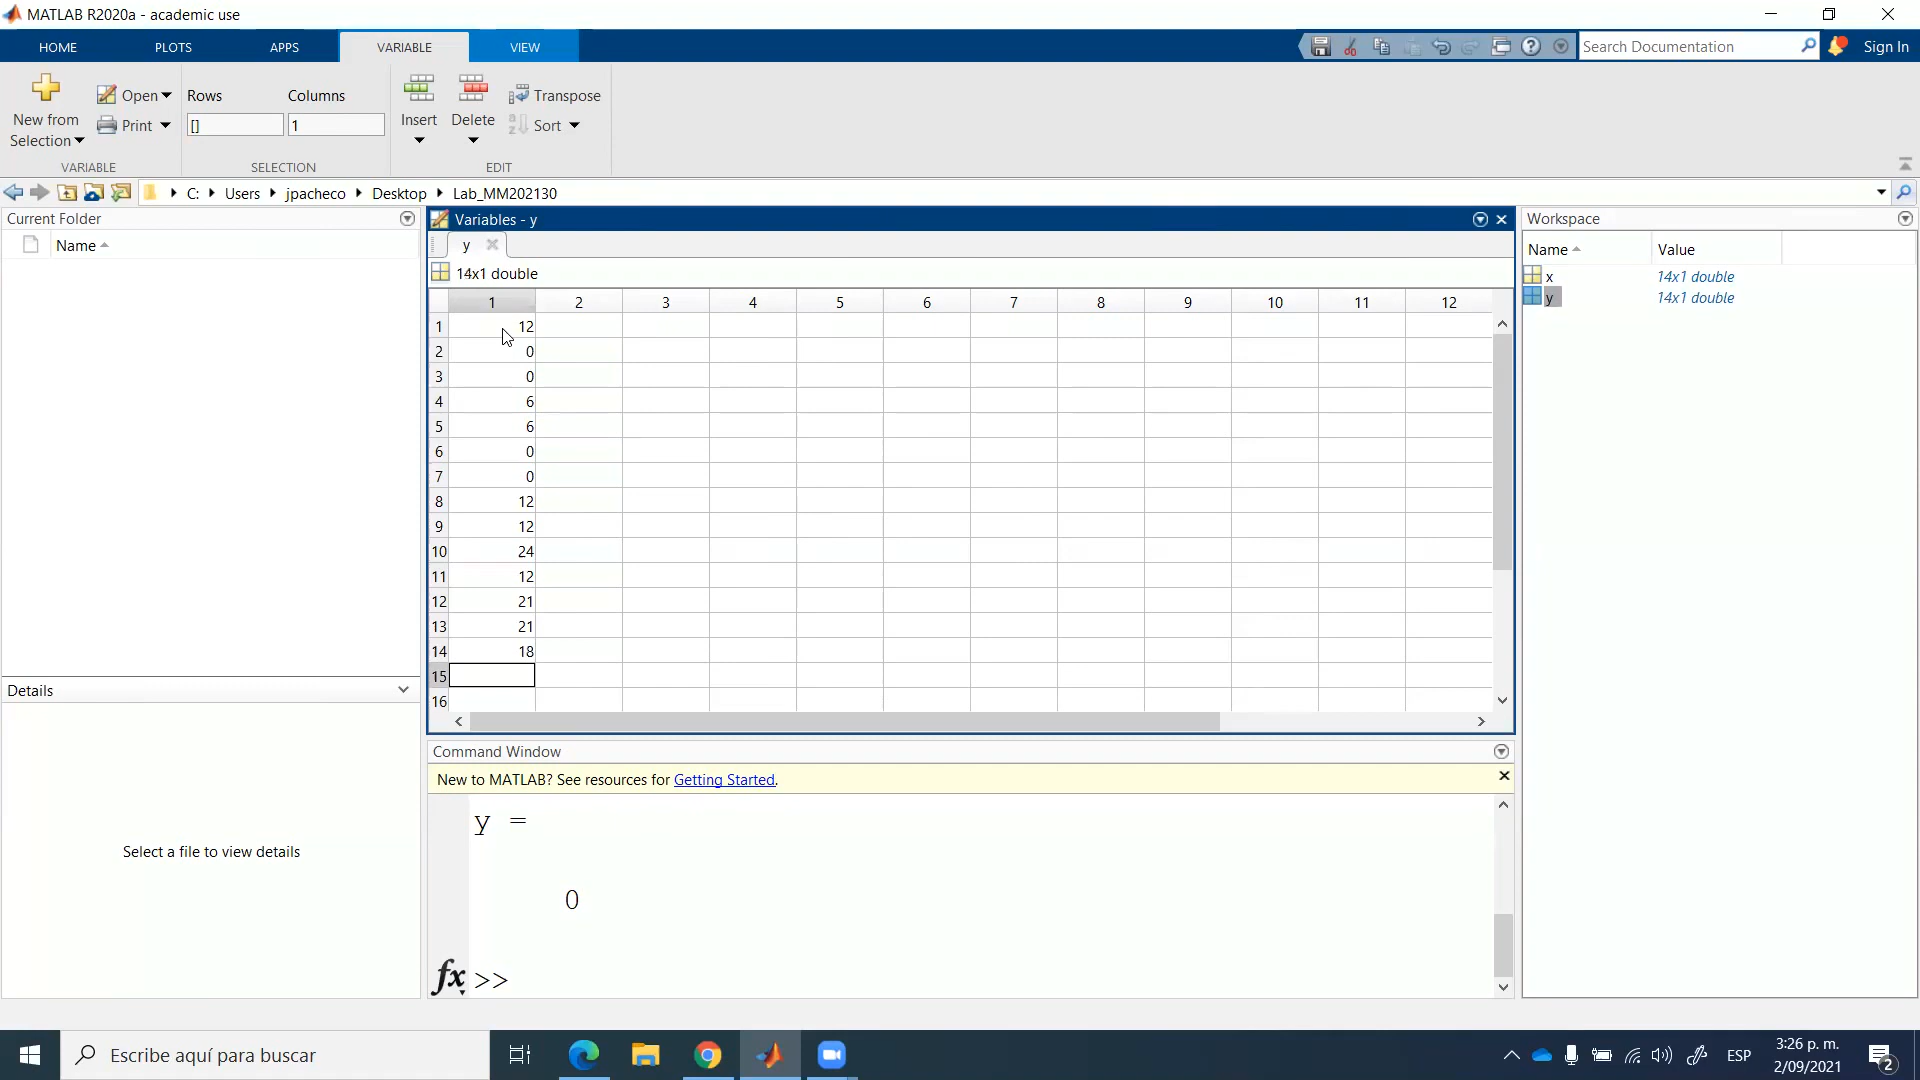 MATLAB R2020a - academic use
HOME PLOTS APPS VARIABLE VIEW Search Documentation Sign In
New from Selection Open Print Rows Columns Insert Delete Transpose Sort
[] 1
VARIABLE SELECTION EDIT
C: Users jpacheco Desktop Lab_MM202130
Current Folder
Name
Details
Select a file to view details
Variables - y
y
14x1 double
1 2 3 4 5 6 7 8 9 10 11 12
1 12
2 0
3 0
4 6
5 6
6 0
7 0
8 12
9 12
10 24
11 12
12 21
13 21
14 18
15
16
Command Window
New to MATLAB? See resources for Getting Started.
y =
0
fx >>
Workspace
Name Value
x 14x1 double
y 14x1 double
Escribe aquí para buscar
ESP
3:26 p. m.
2/09/2021
2